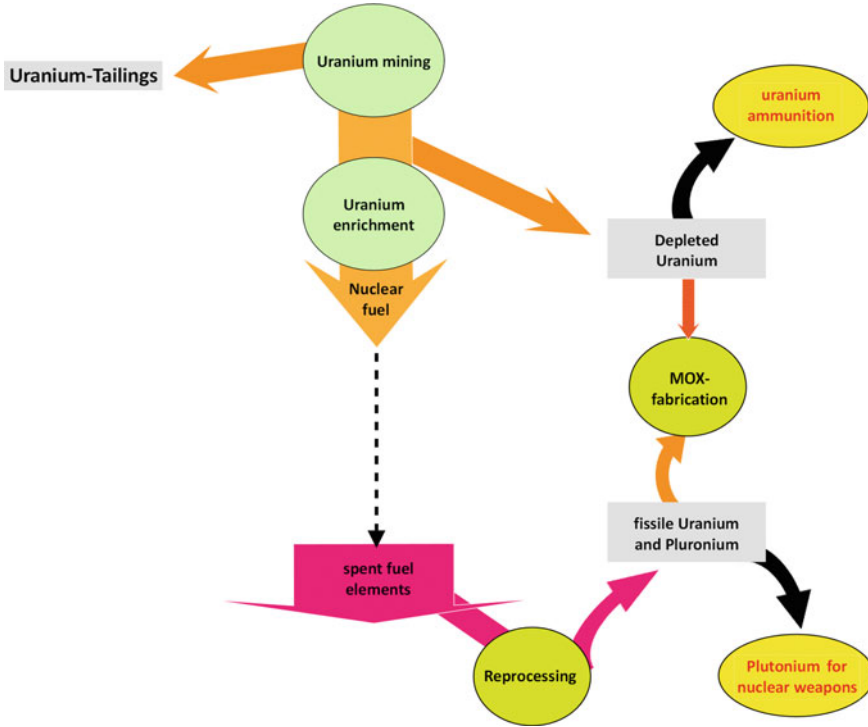 Uranium mining
Uranium-Tailings
uranium
ammunition
Uranium
enrichment
Depleted
Uranium
Nuclear
fuel
MOX-
fabrication
fissile Uranium
and Pluronium
spent fuel
elements
Reprocessing
Plutonium for
nuclear weapons